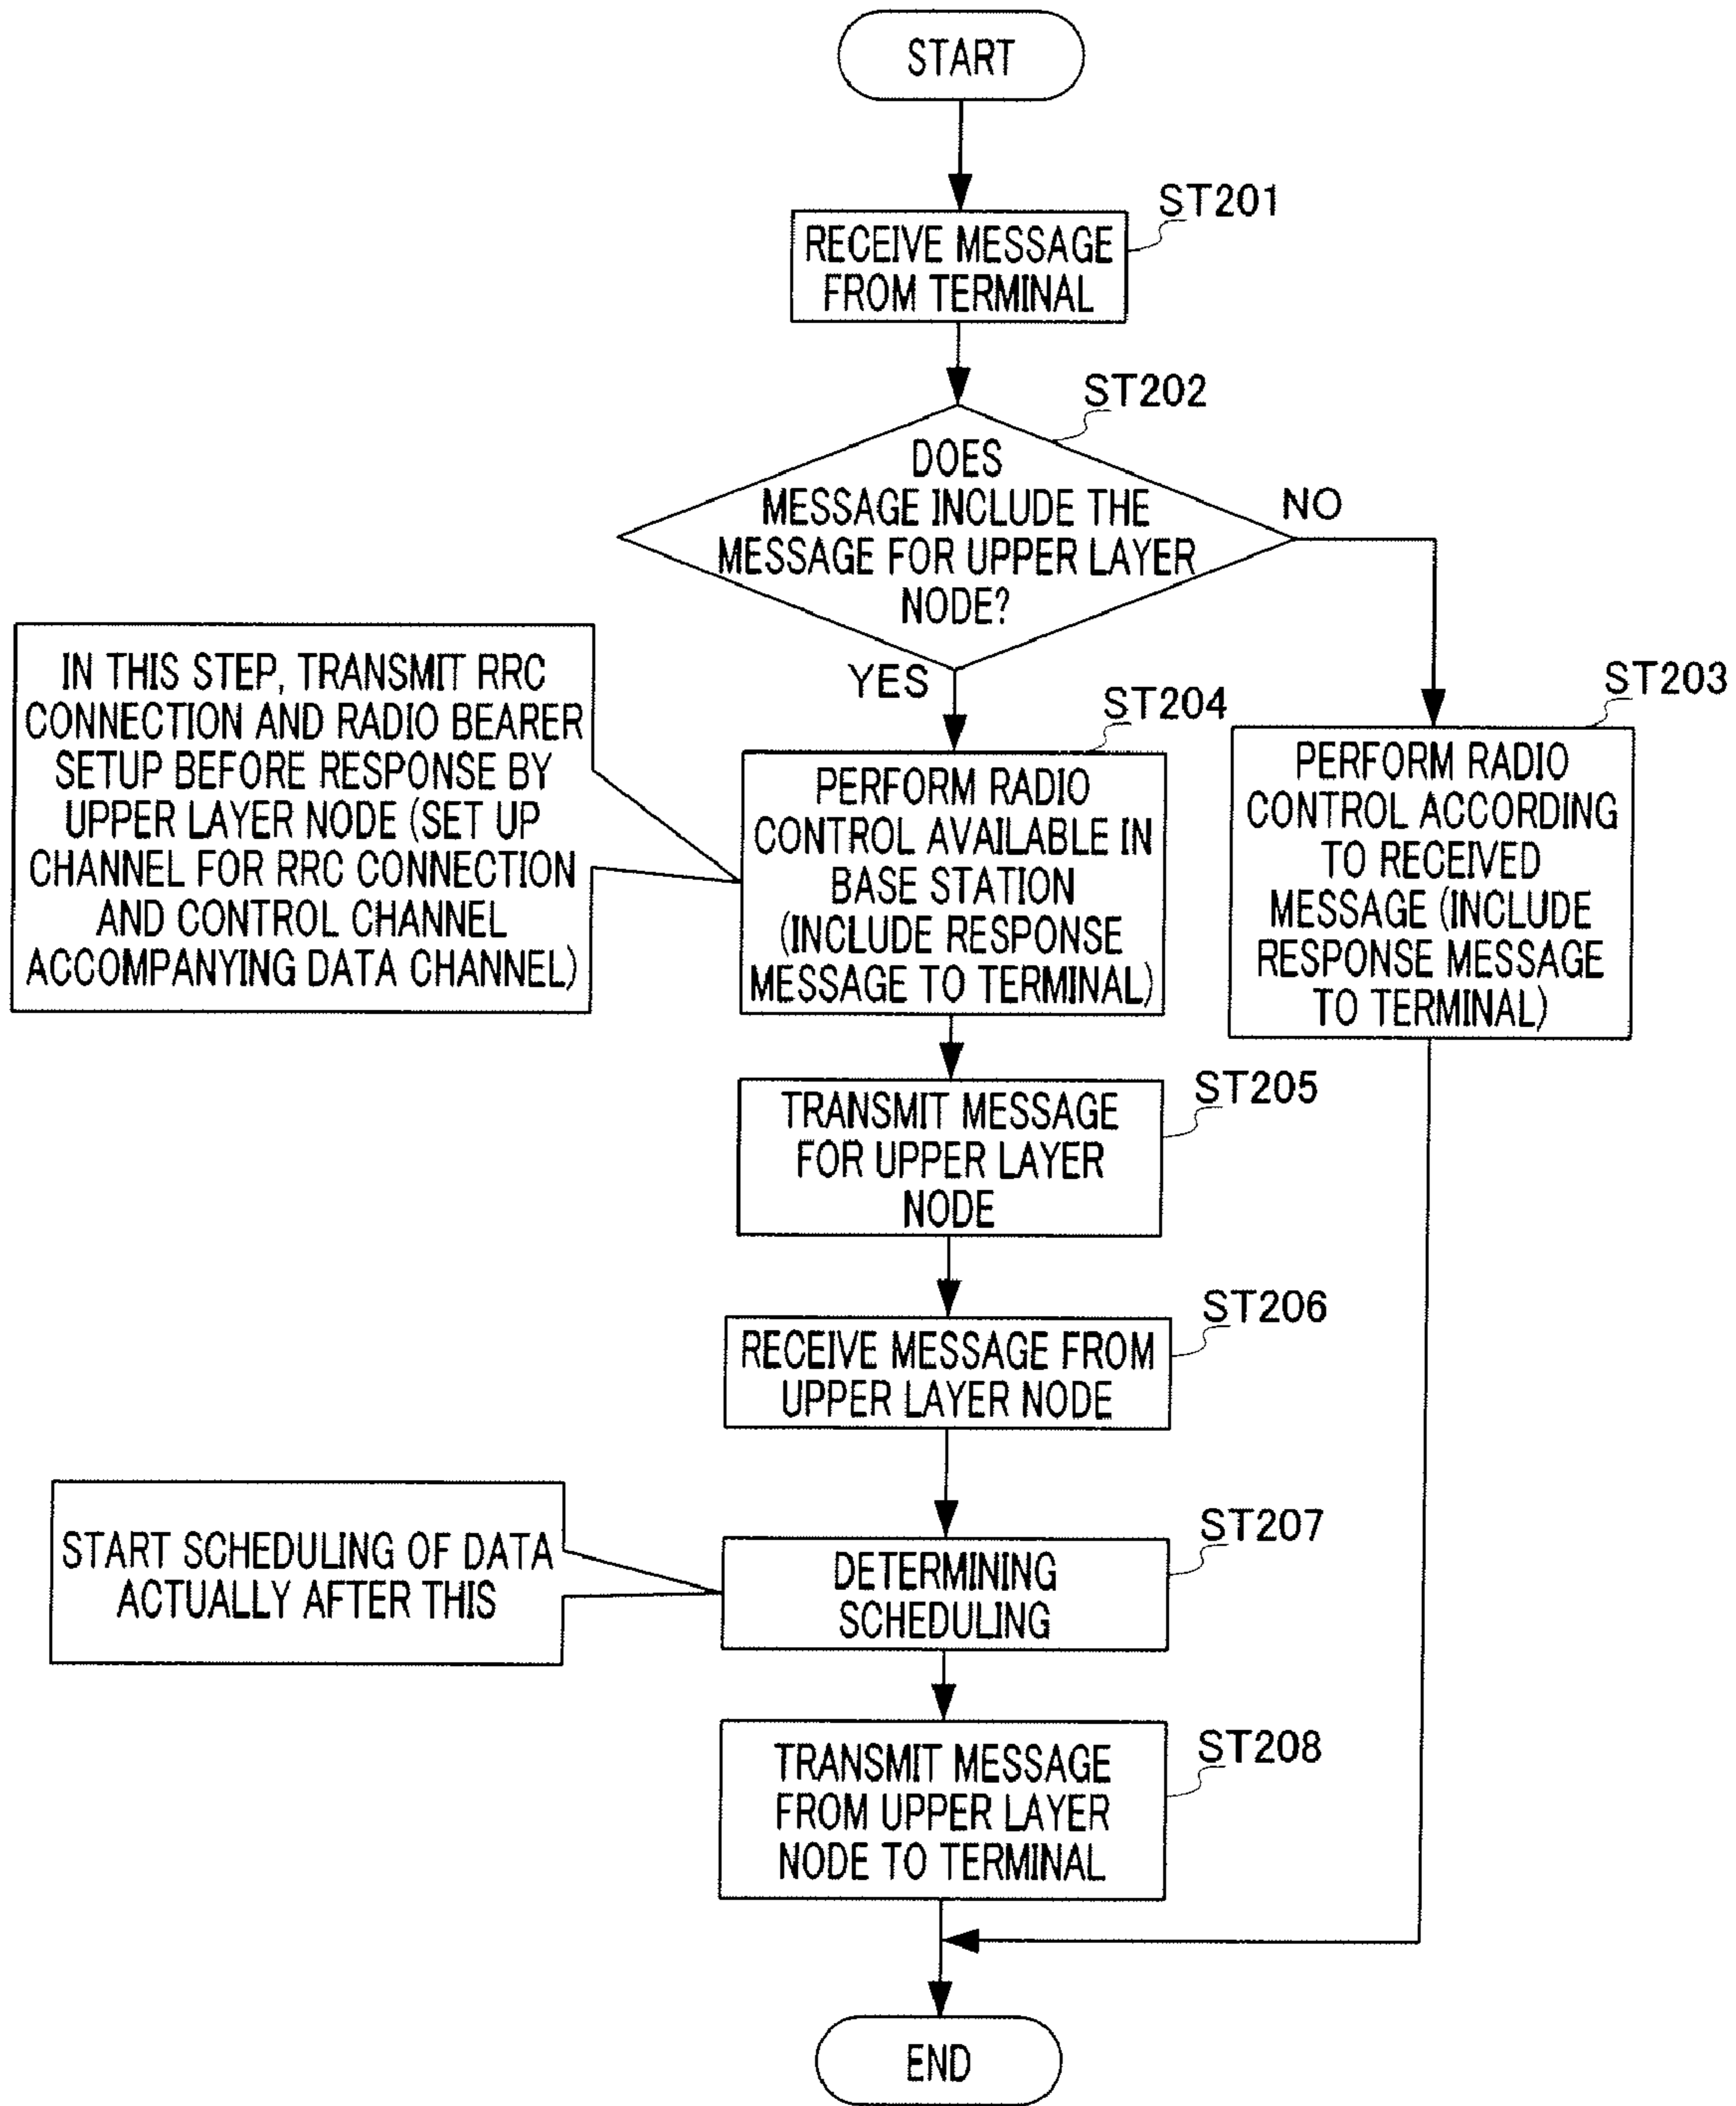 START
ST201
RECEIVE MESSAGE
FROM TERMINAL
ST202
DOES
MESSAGE INCLUDE THE
MESSAGE FOR UPPER LAYER
NODE?
NO
YES
IN THIS STEP, TRANSMIT RRC
CONNECTION AND RADIO BEARER
SETUP BEFORE RESPONSE BY
UPPER LAYER NODE (SET UP
CHANNEL FOR RRC CONNECTION
AND CONTROL CHANNEL
ACCOMPANYING DATA CHANNEL)
ST204
PERFORM RADIO
CONTROL AVAILABLE IN
BASE STATION
(INCLUDE RESPONSE
MESSAGE TO TERMINAL)
ST203
PERFORM RADIO
CONTROL ACCORDING
TO RECEIVED
MESSAGE (INCLUDE
RESPONSE MESSAGE
TO TERMINAL)
ST205
TRANSMIT MESSAGE
FOR UPPER LAYER
NODE
ST206
RECEIVE MESSAGE FROM
UPPER LAYER NODE
START SCHEDULING OF DATA
ACTUALLY AFTER THIS
ST207
DETERMINING
SCHEDULING
ST208
TRANSMIT MESSAGE
FROM UPPER LAYER
NODE TO TERMINAL
END